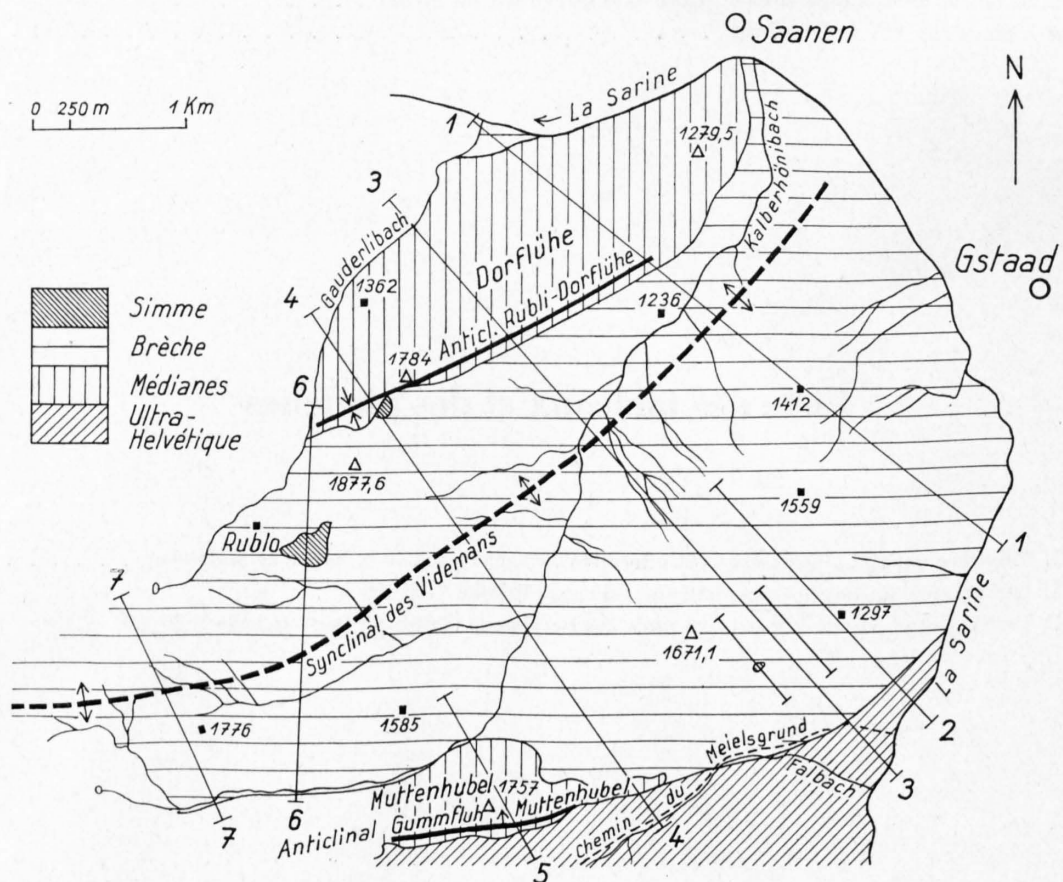 Saanen
N
0 250 m 1 Km
1
← La Sarine
1279,5
3
Kalberhönibach
Gauderlibach
Dorflühe
Gstaad
1362
4
1236
Anticl. Rubli-Dorflühe
Simme
Brèche
Médianes
Ultra-
Helvétique
1784
6
1412
1877,6
1559
Rublo
1
7
Synclinal des Videmans
1297
1671,1
La Sarine
1585
1776
2
Meielsgrund
3
Falbach
Muttenhubel 1757
6
7
du
Gummfluh Muttenhubel
Anticlinal
Chemin
4
5